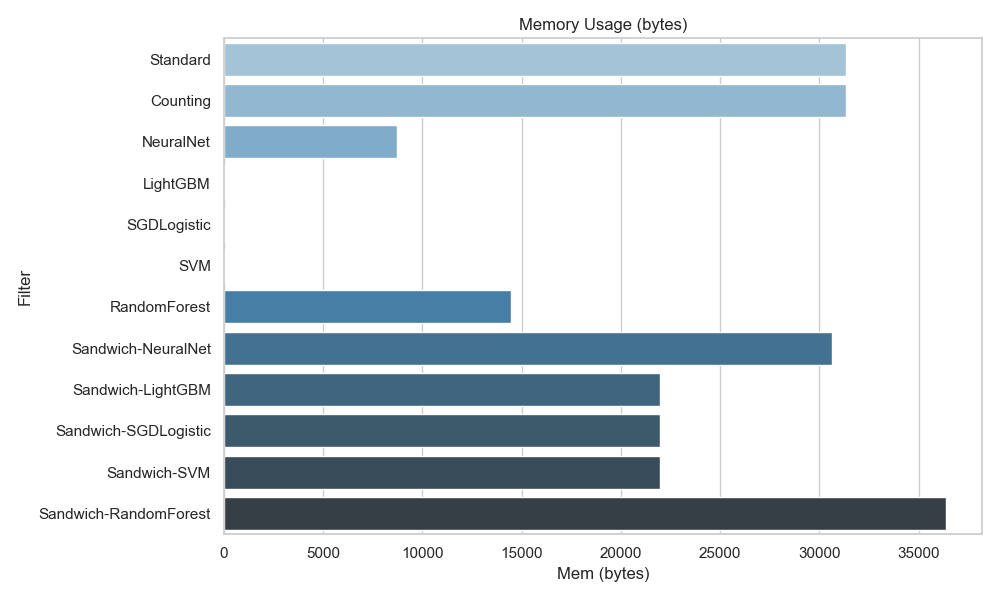 Memory Usage (bytes)
Standard
Counting
NeuralNet
LightGBM
SGDLogistic
SVM
RandomForest
Sandwich-NeuralNet
Sandwich-LightGBM
Sandwich-SGDLogistic
Sandwich-SVM
Sandwich-RandomForest
Filter
0 5000 10000 15000 20000 25000 30000 35000
Mem (bytes)